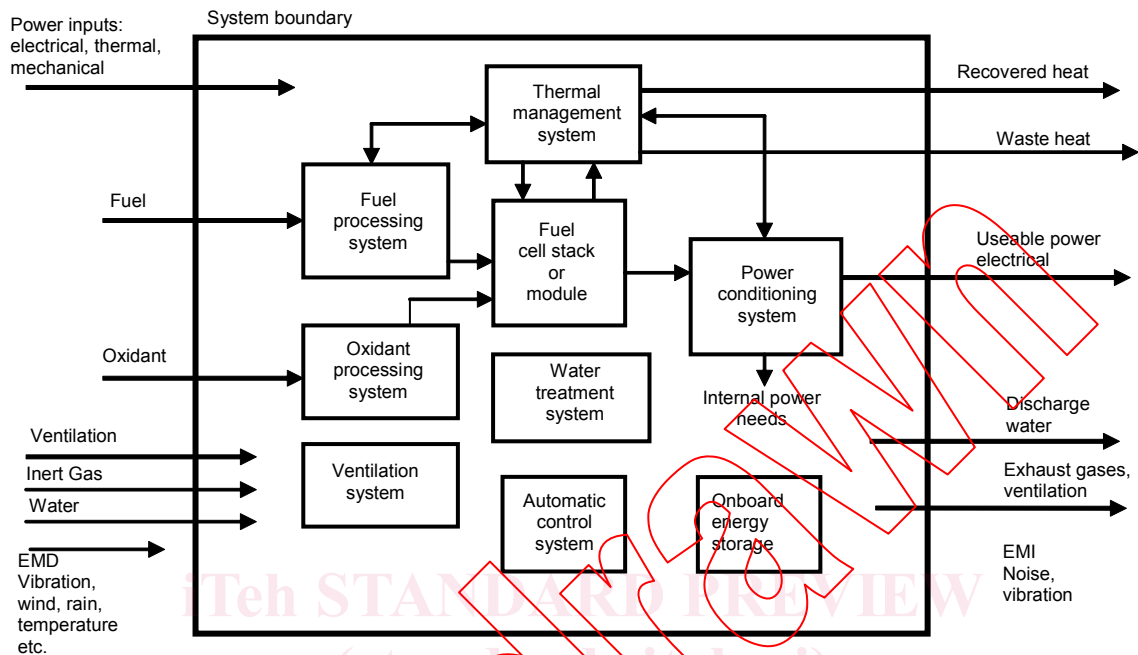 System boundary
Power inputs:
electrical, thermal,
mechanical
Recovered heat
Thermal
management
system
Waste heat
Fuel
Fuel
processing
system
Fuel
cell stack
or
module
Useable power
electrical
Power
conditioning
system
Oxidant
Oxidant
processing
system
Water
treatment
system
Internal power
needs
Discharge
water
Ventilation
Inert Gas
Water
Ventilation
system
Exhaust gases,
ventilation
Automatic
control
system
Onboard
energy
storage
EMD
Vibration,
wind, rain,
temperature
etc.
EMI
Noise,
vibration
iTeh STANDARD PREVIEW